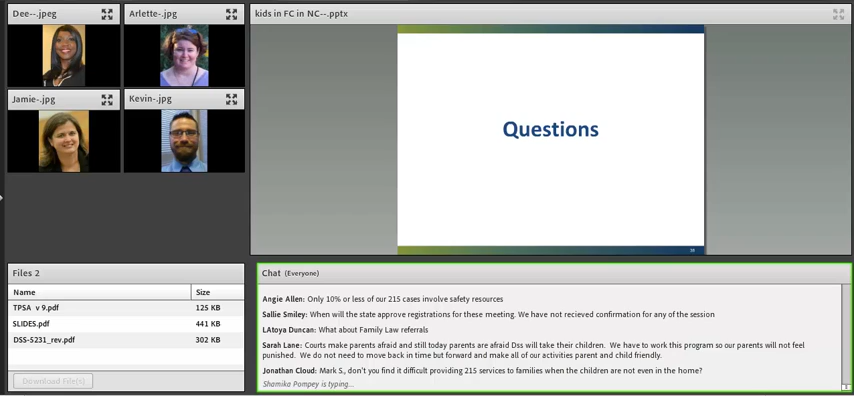 Dee--.jpeg
Arlette-.jpg
kids in FC in NC--.pptx
Jamie-.jpg
Kevin-.jpg
Questions
Files 2
Name Size
TPSA v 9.pdf 125 KB
SLIDES.pdf 441 KB
DSS-5231_rev.pdf 302 KB
Download File(s)
Chat (Everyone)
Angie Allen: Only 10% or less of our 215 cases involve safety resources
Sallie Smiley: When will the state approve registrations for these meeting. We have not recieved confirmation for any of the session
LAtoya Duncan: What about Family Law referrals
Sarah Lane: Courts make parents afraid and still today parents are afraid Dss will take their children. We have to work this program so our parents will not feel
punished. We do not need to move back in time but forward and make all of our activities parent and child friendly.
Jonathan Cloud: Mark S., don't you find it difficult providing 215 services to families when the children are not even in the home?
Shamika Pompey is typing...